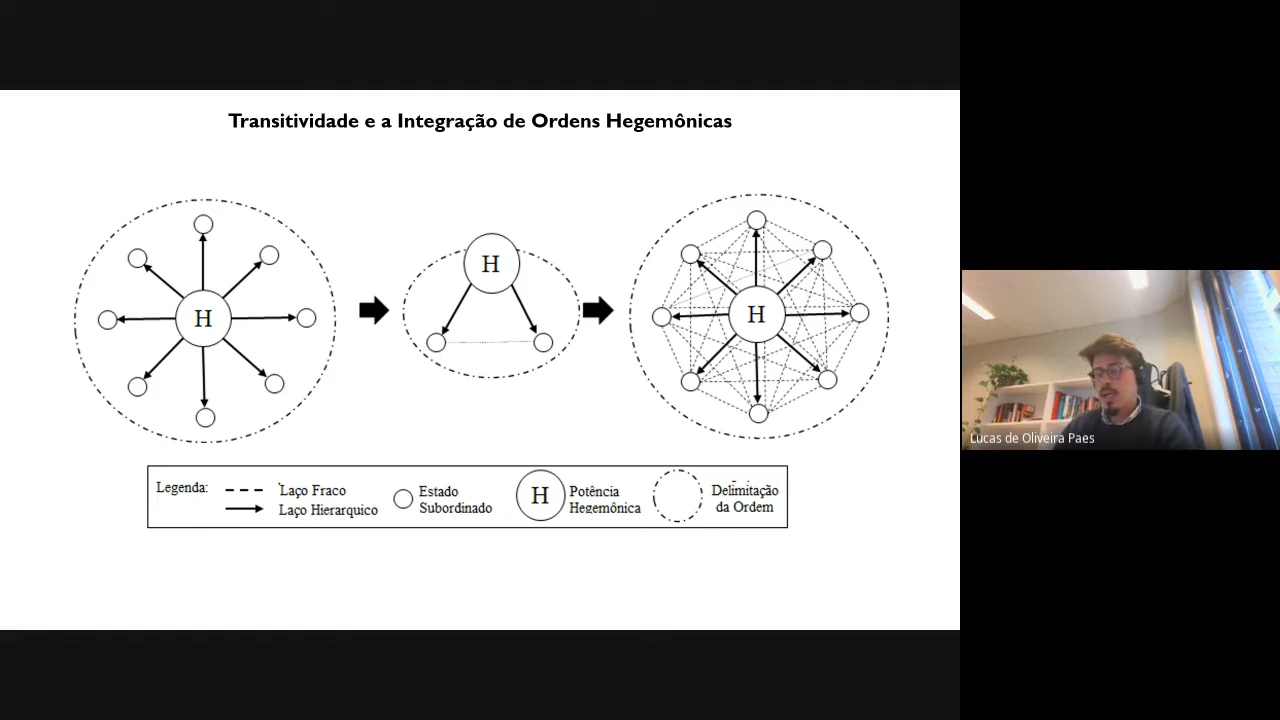 Transitividade e a Integração de Ordens Hegemônicas
H
H
H
Legenda:
Laço Fraco
Laço Hierarquico
Estado
Subordinado
H
Potência
Hegemônica
Delimitação
da Ordem
Lucas de Oliveira Paes